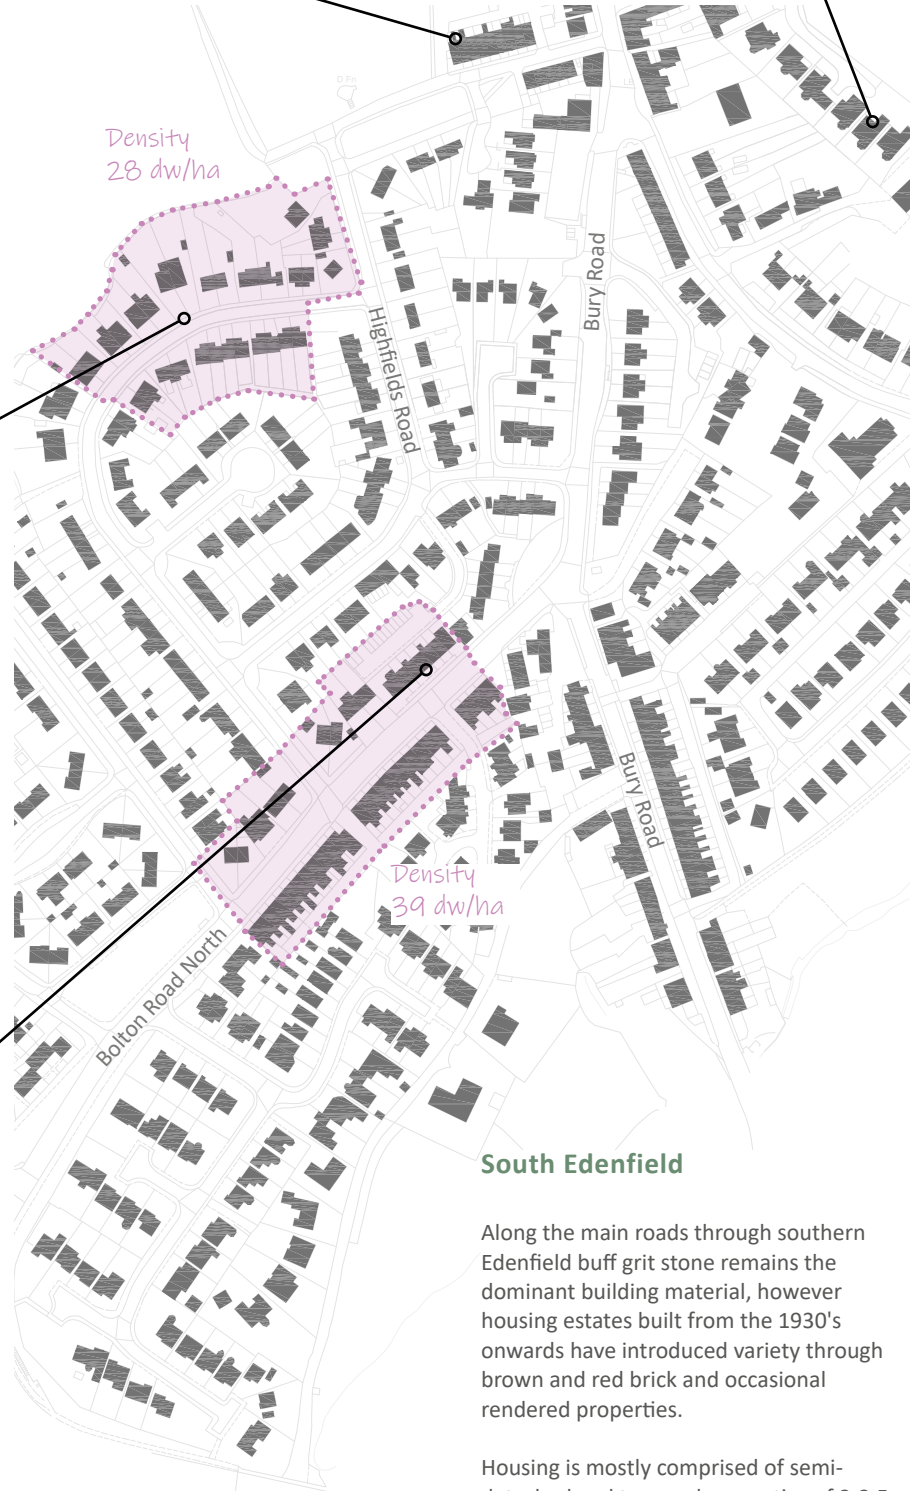 Density
28 dw/ha
Bury Road
Highfields Road
Bury Road
Density
39 dw/ha
Bolton Road North
South Edenfield
Along the main roads through southern
Edenfield buff grit stone remains the
dominant building material, however
housing estates built from the 1930's
onwards have introduced variety through
brown and red brick and occasional
rendered properties.
Housing is mostly comprised of semi-